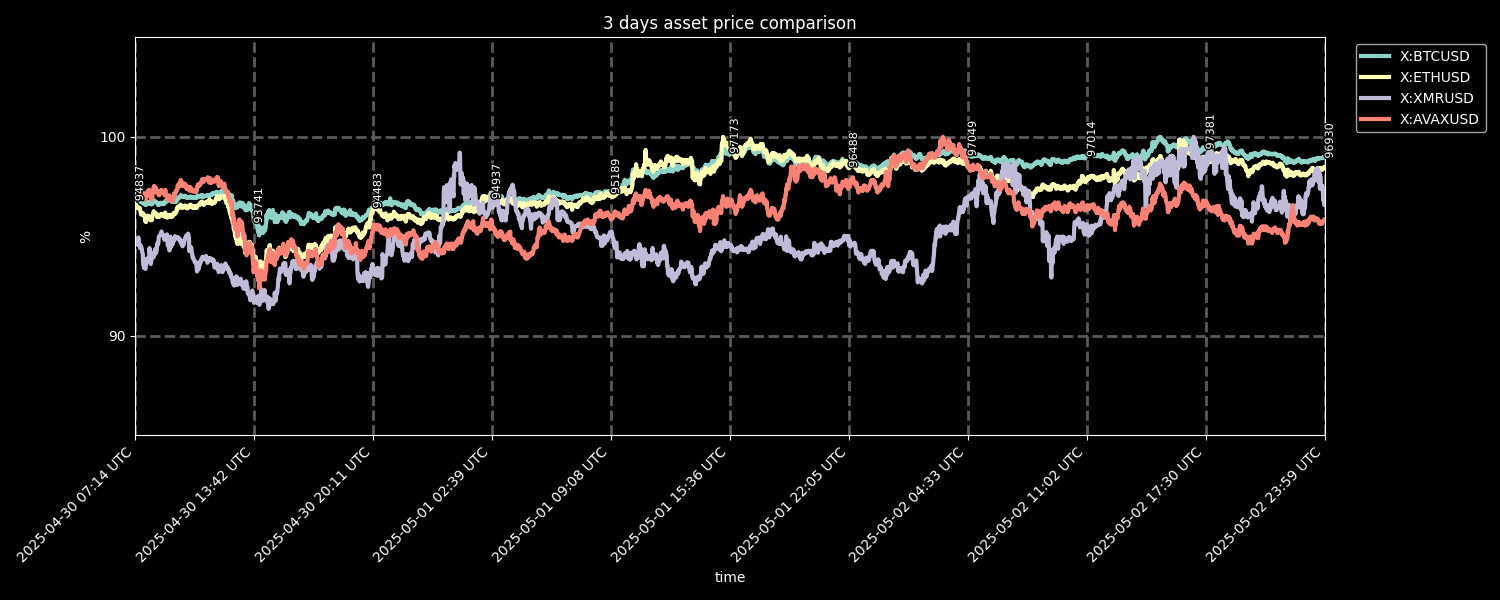 3 days asset price comparison
X:BTCUSD
X:ETHUSD
X:XMRUSD
X:AVAXUSD
100
90
%
94837
93741
94483
94937
95189
97173
96488
97049
97014
97381
96930
2025-04-30 07:14 UTC
2025-04-30 13:42 UTC
2025-04-30 20:11 UTC
2025-05-01 02:39 UTC
2025-05-01 09:08 UTC
2025-05-01 15:36 UTC
2025-05-01 22:05 UTC
2025-05-02 04:33 UTC
2025-05-02 11:02 UTC
2025-05-02 17:30 UTC
2025-05-02 23:59 UTC
time